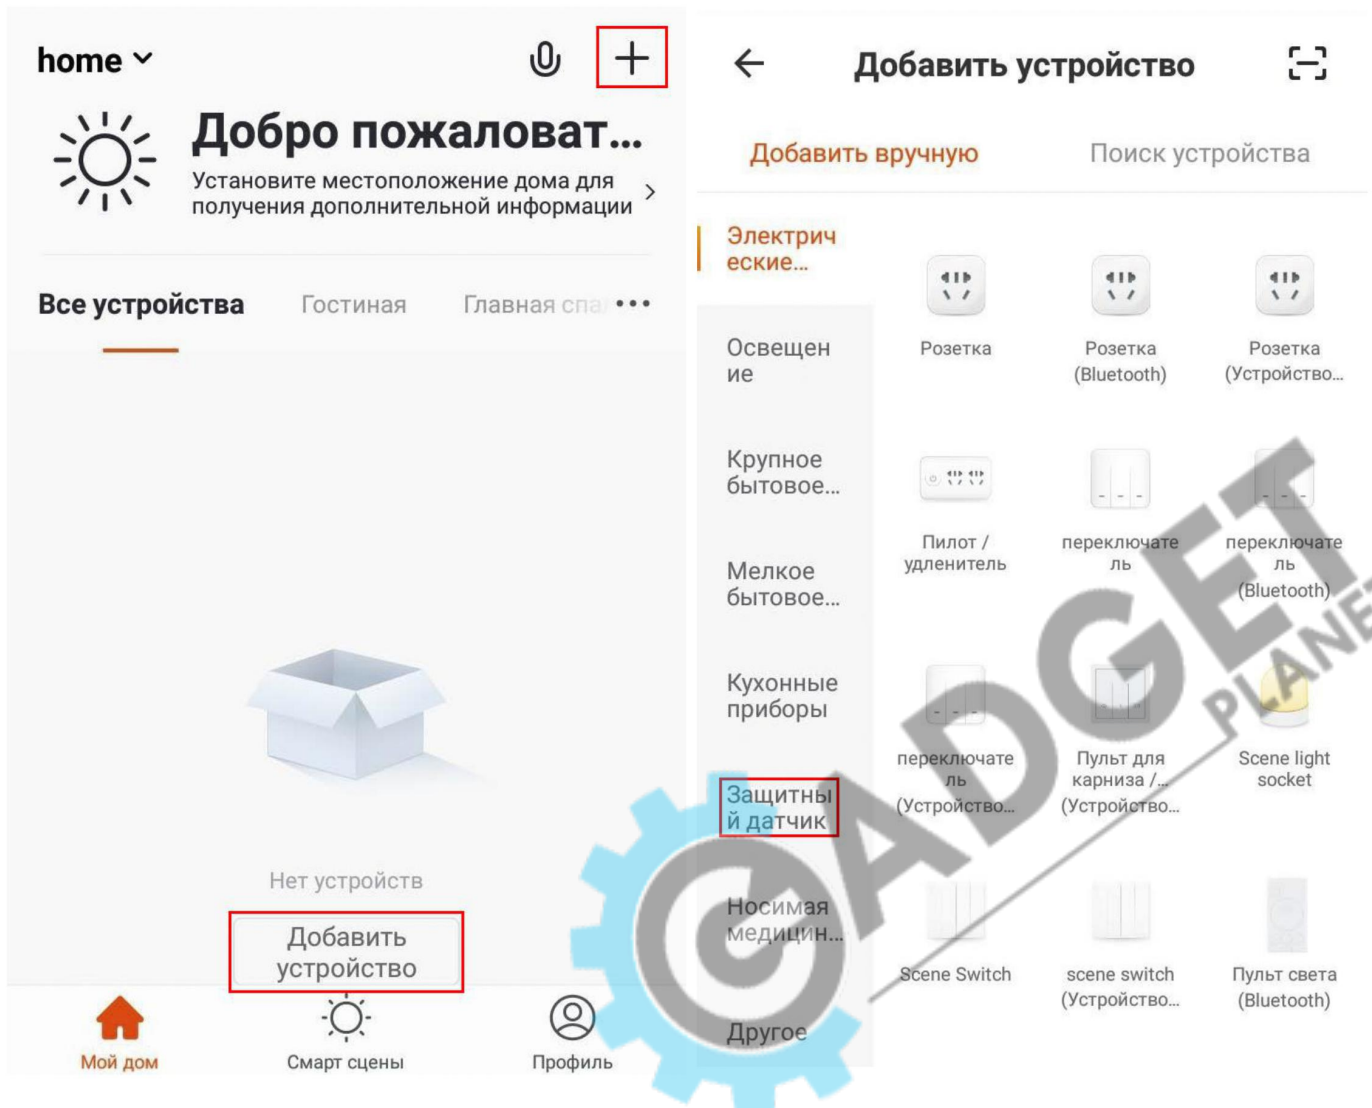 home
Добро пожаловат...
Установите местоположение дома для
получения дополнительной информации
Все устройства Гостиная Главная спа
Нет устройств
Добавить
устройство
Мой дом Смарт сцены Профиль
Добавить устройство
Добавить вручную Поиск устройства
Электрич
еские...
Освещен
ие
Крупное
бытовое...
Мелкое
бытовое...
Кухонные
приборы
Защитны
й датчик
Носимая
медицин...
Другое
Розетка
Розетка
(Bluetooth)
Розетка
(Устройство...
Пилот /
удленитель
переключате
ль
переключате
ль
(Bluetooth)
переключате
ль
(Устройство...
Пульт для
карниза /...
(Устройство...
Scene light
socket
Scene Switch
scene switch
(Устройство...
Пульт света
(Bluetooth)
GADGET
PLANET